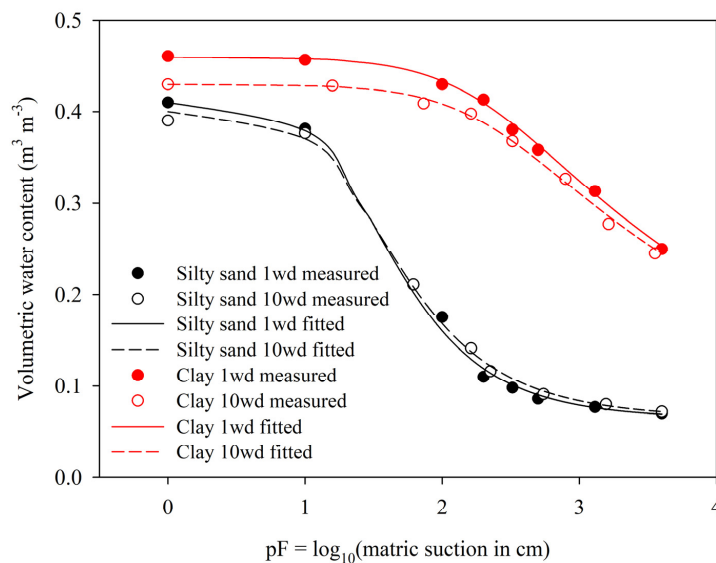 0.5
0.4
0.3
0.2
0.1
0.0
Volumetric water content (m³ m⁻³)
Silty sand 1wd measured
Silty sand 10wd measured
Silty sand 1wd fitted
Silty sand 10wd fitted
Clay 1wd measured
Clay 10wd measured
Clay 1wd fitted
Clay 10wd fitted
0 1 2 3 4
pF = log₁₀(matric suction in cm)